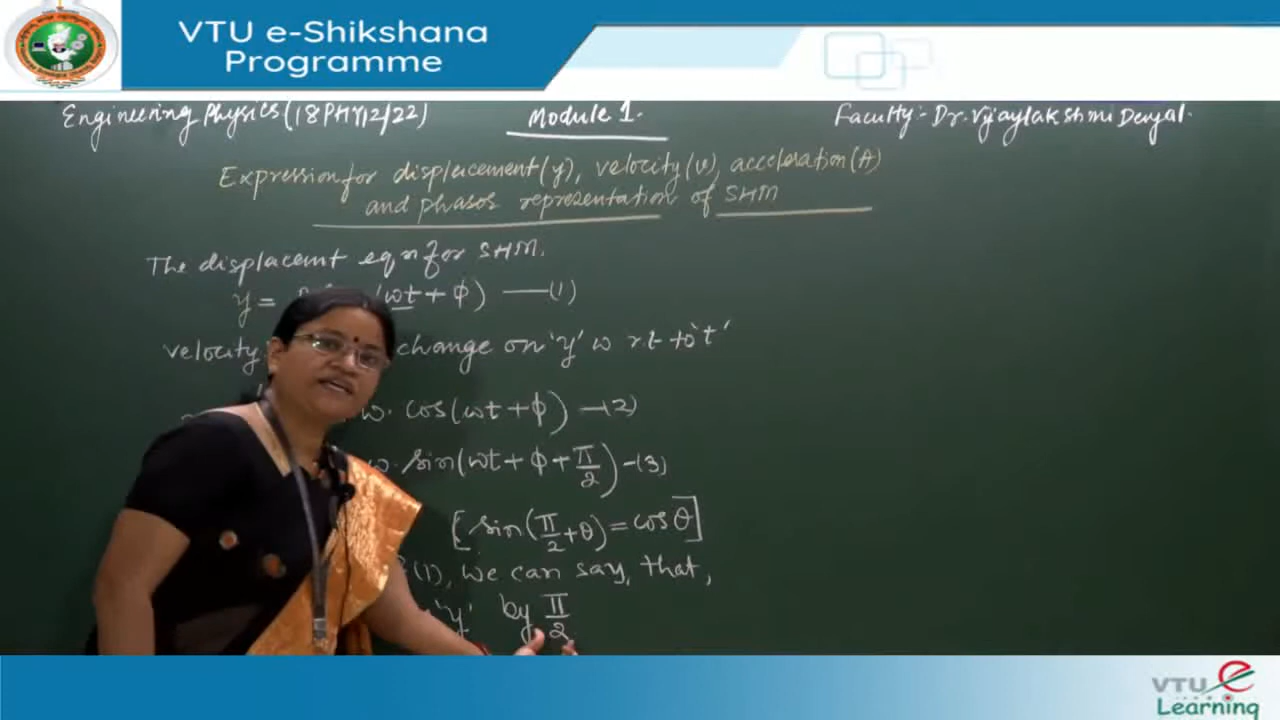 VTU e-Shikshana
Programme
Engineering Physics (18PHY12/22)
Module 1.
Faculty:- Dr. Vijaylakshmi Dengal.
Expression for displacement (y), velocity (v), acceleration (A)
and phasor representation of SHM
The displacemt eqn for SHM.
y = (ωt + φ) —(1)
velocity change on 'y' w rt to 't'
ω. cos(ωt + φ) —(2)
ω. sin(ωt + φ + π/2) -(3)
[sin(π/2 + θ) = cos θ]
(1), we can say, that,
'y' by π/2
VTU e
Learning